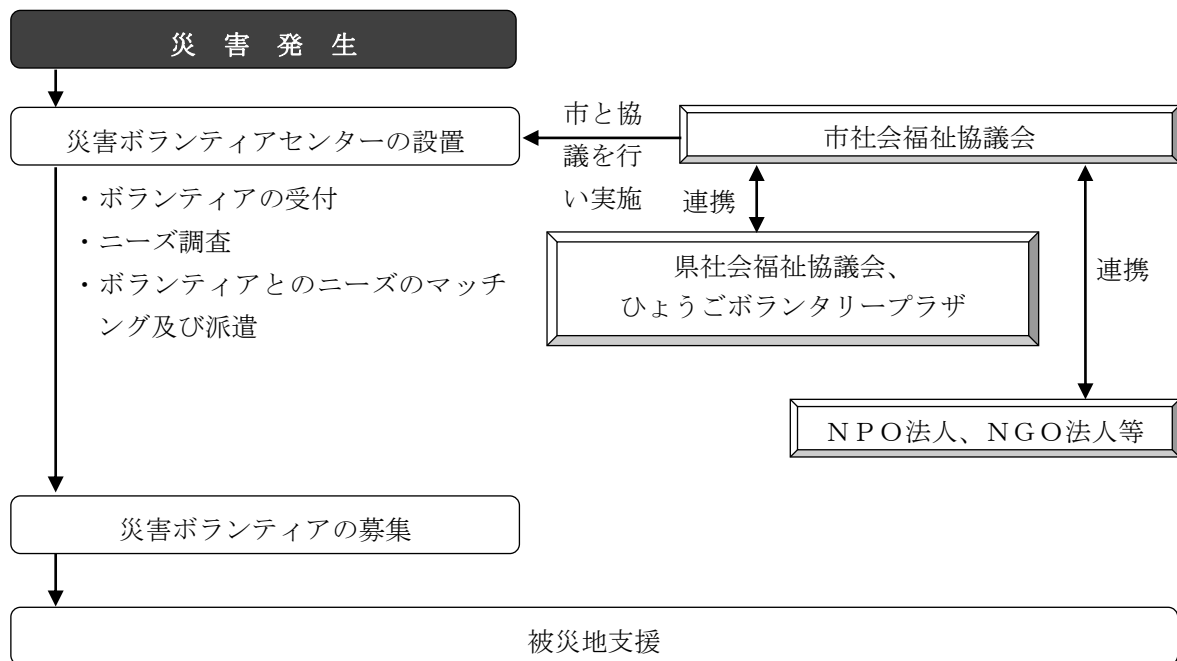 災 害 発 生
災害ボランティアセンターの設置
・ボランティアの受付
・ニーズ調査
・ボランティアとのニーズのマッチ
ング及び派遣
市と協
議を行
い実施
市社会福祉協議会
連携
県社会福祉協議会、
ひょうごボランタリープラザ
連携
ＮＰＯ法人、ＮＧＯ法人等
災害ボランティアの募集
被災地支援